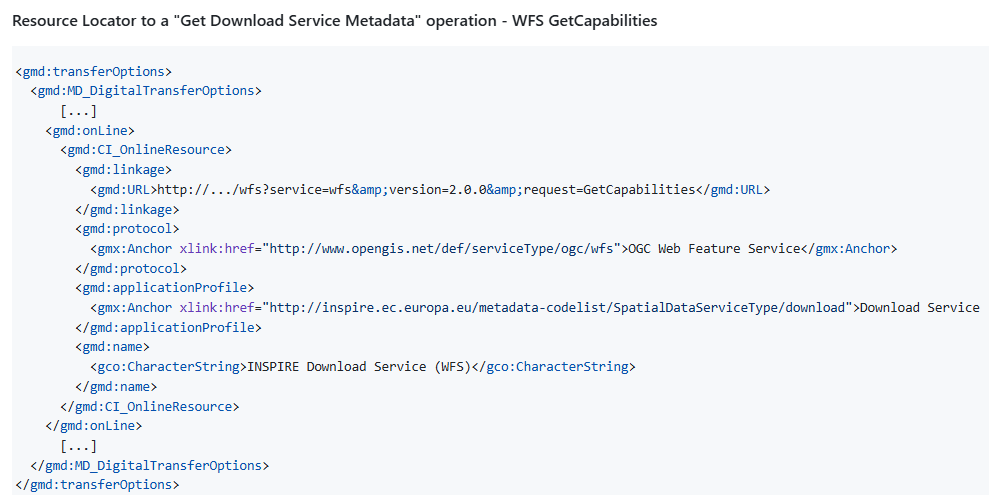 Resource Locator to a "Get Download Service Metadata" operation - WFS GetCapabilities
<gmd:transferOptions>
  <gmd:MD_DigitalTransferOptions>
      [...]
    <gmd:onLine>
      <gmd:CI_OnlineResource>
        <gmd:linkage>
          <gmd:URL>http://.../wfs?service=wfs&amp;version=2.0.0&amp;request=GetCapabilities</gmd:URL>
        </gmd:linkage>
        <gmd:protocol>
          <gmx:Anchor xlink:href="http://www.opengis.net/def/serviceType/ogc/wfs">OGC Web Feature Service</gmx:Anchor>
        </gmd:protocol>
        <gmd:applicationProfile>
          <gmx:Anchor xlink:href="http://inspire.ec.europa.eu/metadata-codelist/SpatialDataServiceType/download">Download Service
        </gmd:applicationProfile>
        <gmd:name>
          <gco:CharacterString>INSPIRE Download Service (WFS)</gco:CharacterString>
        </gmd:name>
      </gmd:CI_OnlineResource>
    </gmd:onLine>
      [...]
  </gmd:MD_DigitalTransferOptions>
</gmd:transferOptions>